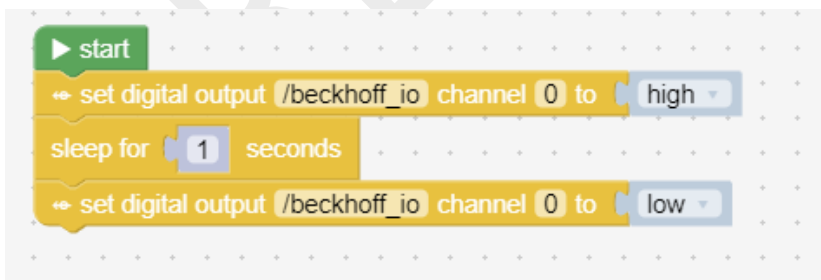 start
set digital output /beckhoff_io channel 0 to high
sleep for 1 seconds
set digital output /beckhoff_io channel 0 to low